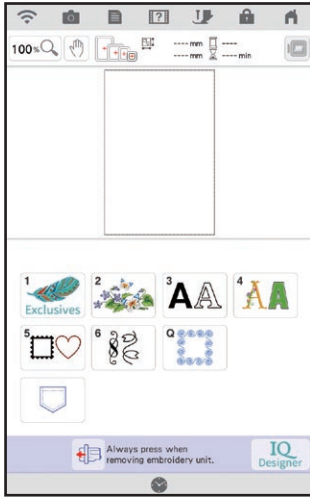 ?
100% ---- mm ----
---- mm ---- min
1 2 3 4
Exclusives AA AA
5 6 Q
Always press when
removing embroidery unit.
IQ
Designer